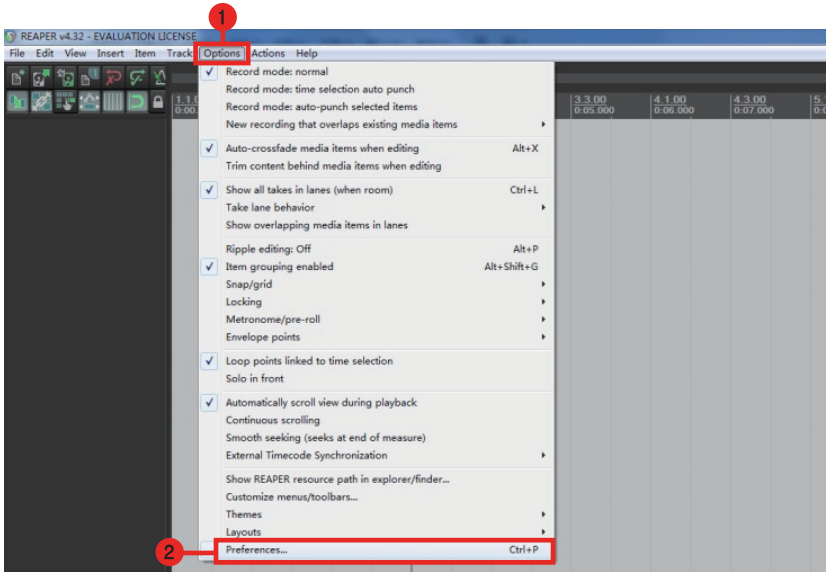 1
REAPER v4.32 - EVALUATION LICENSE
File Edit View Insert Item Track Options Actions Help
✓ Record mode: normal
Record mode: time selection auto punch
Record mode: auto-punch selected items
New recording that overlaps existing media items
3.3.00 4.1.00 4.3.00
0:05.000 0:06.000 0:07.000
✓ Auto-crossfade media items when editing Alt+X
Trim content behind media items when editing
✓ Show all takes in lanes (when room) Ctrl+L
Take lane behavior
Show overlapping media items in lanes
Ripple editing: Off Alt+P
✓ Item grouping enabled Alt+Shift+G
Snap/grid
Locking
Metronome/pre-roll
Envelope points
✓ Loop points linked to time selection
Solo in front
✓ Automatically scroll view during playback
Continuous scrolling
Smooth seeking (seeks at end of measure)
External Timecode Synchronization
Show REAPER resource path in explorer/finder...
Customize menus/toolbars...
Themes
Layouts
2 Preferences... Ctrl+P